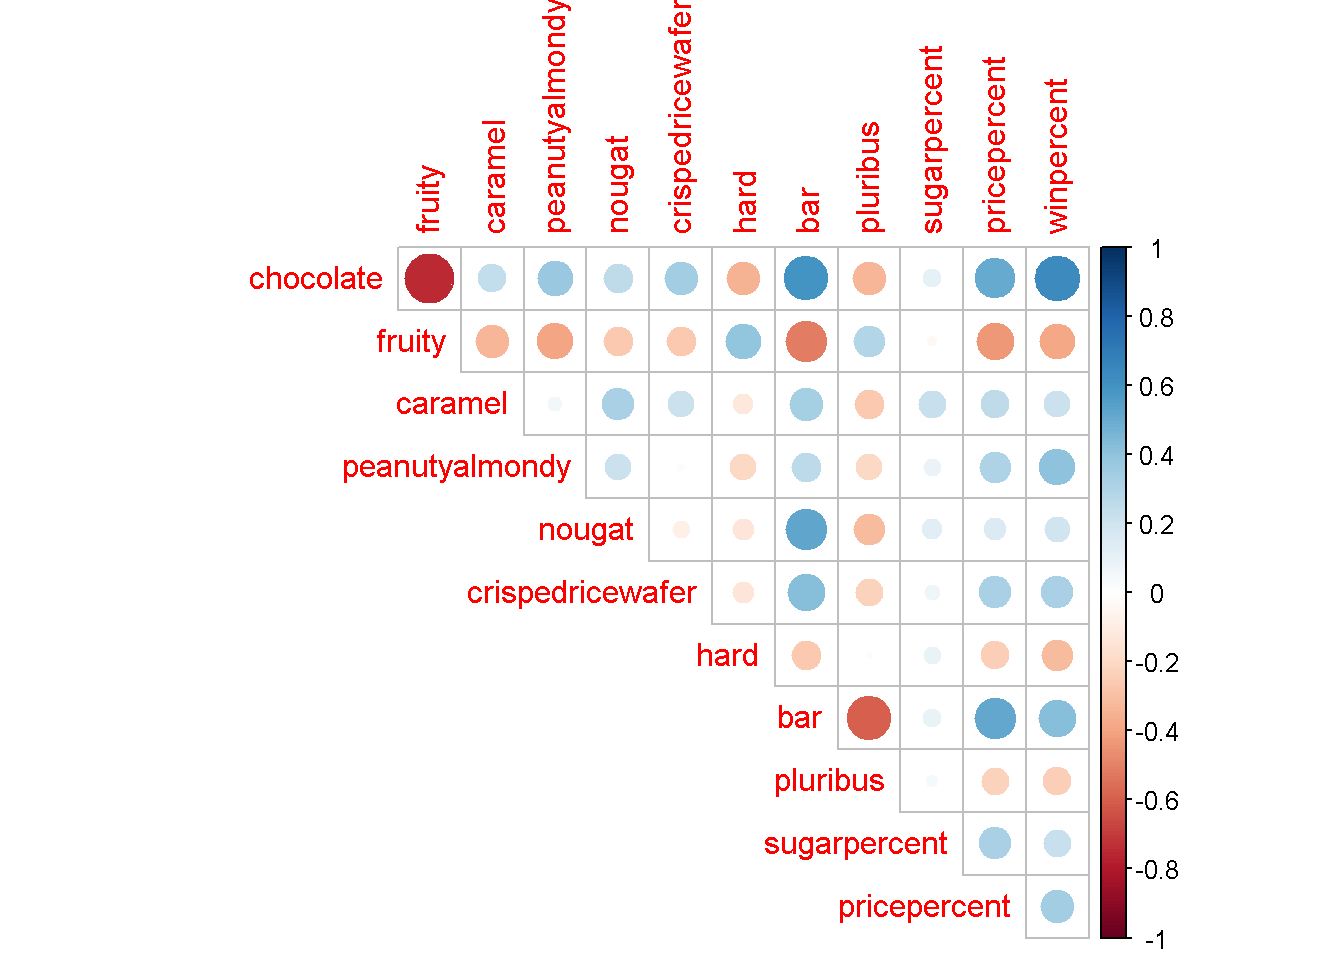 fruity
caramel
peanutyalmondy
nougat
crispedricewafer
hard
bar
pluribus
sugarpercent
pricepercent
winpercent
chocolate
fruity
caramel
peanutyalmondy
nougat
crispedricewafer
hard
bar
pluribus
sugarpercent
pricepercent
1
0.8
0.6
0.4
0.2
0
-0.2
-0.4
-0.6
-0.8
-1